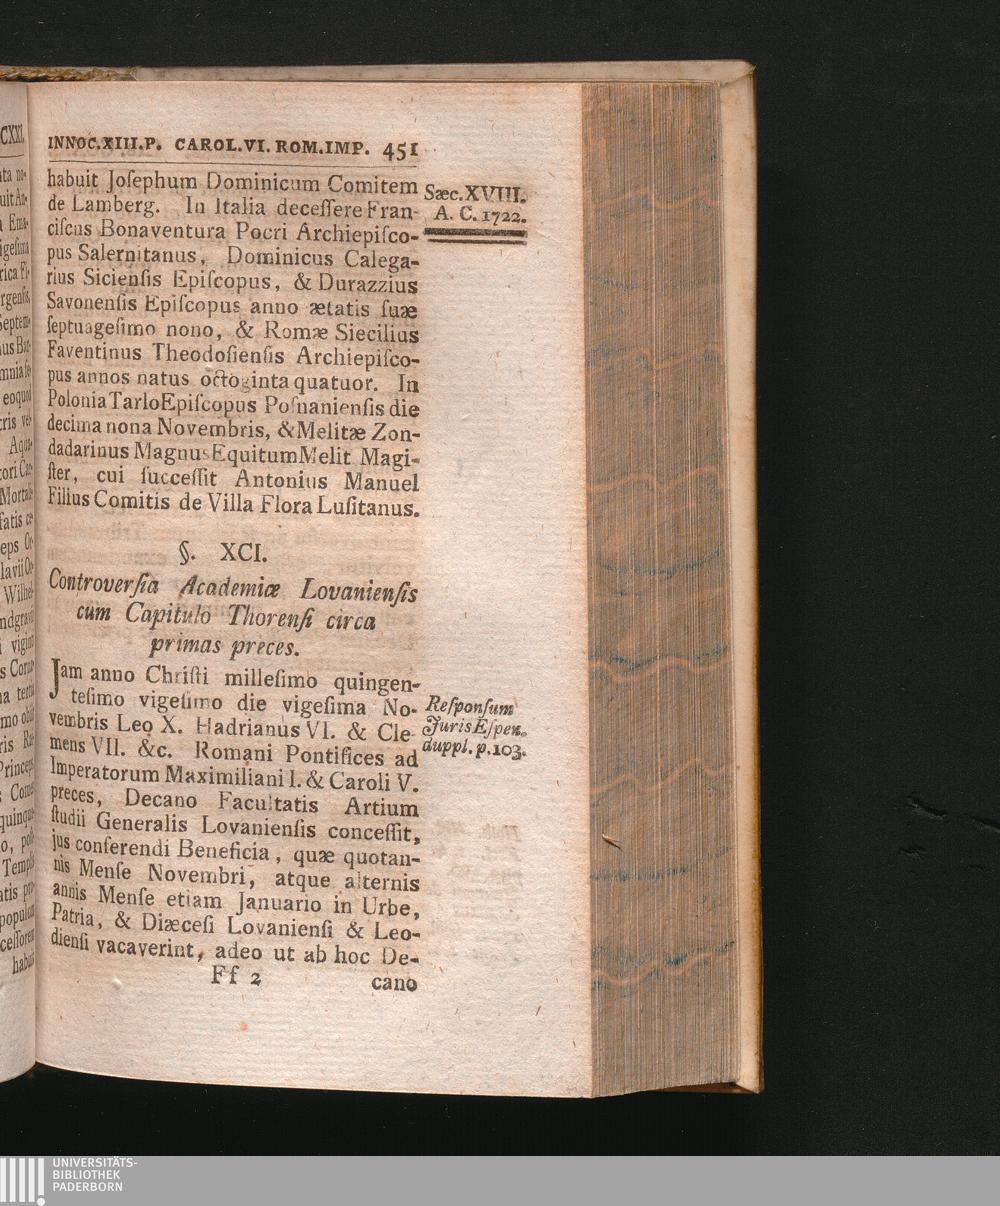 INNOC.XIII.P. CAROL.VI. ROM.IMP. 451
habuit Joſephum Dominicum Comitem
de Lamberg. In Italia deceſſere Fran-
ciſcus Bonaventura Pocri Archiepiſco-
pus Salernitanus, Dominicus Calega-
rius Sicienſis Epiſcopus, & Durazzius
Savonenſis Epiſcopus anno ætatis ſuæ
ſeptuageſimo nono, & Romæ Siecilius
Faventinus Theodoſienſis Archiepiſco-
pus annos natus octoginta quatuor. In
Polonia Tarlo Epiſcopus Poſnanienſis die
decima nona Novembris, & Melitæ Zon-
dadarinus Magnus Equitum Melit Magi-
ſter, cui ſucceſſit Antonius Manuel
Filius Comitis de Villa Flora Luſitanus.
Sæc. XVIII.
A. C. 1722.
§. XCI.
Controverſia Academiæ Lovanienſis
cum Capitulo Thorenſi circa
primas preces.
Jam anno Chriſti milleſimo quingen-
teſimo vigeſimo die vigeſima No-
vembris Leo X. Hadrianus VI. & Cle-
mens VII. &c. Romani Pontifices ad
Imperatorum Maximiliani I. & Caroli V.
preces, Decano Facultatis Artium
ſtudii Generalis Lovanienſis conceſſit,
jus conferendi Beneficia, quæ quotan-
nis Menſe Novembri, atque alternis
annis Menſe etiam Januario in Urbe,
Patria, & Diæceſi Lovanienſi & Leo-
dienſi vacaverint, adeo ut ab hoc De-
Reſponſum
Juris Eſpen.
duppl. p. 103.
Ff 2 cano
UNIVERSITÄTS-
BIBLIOTHEK
PADERBORN